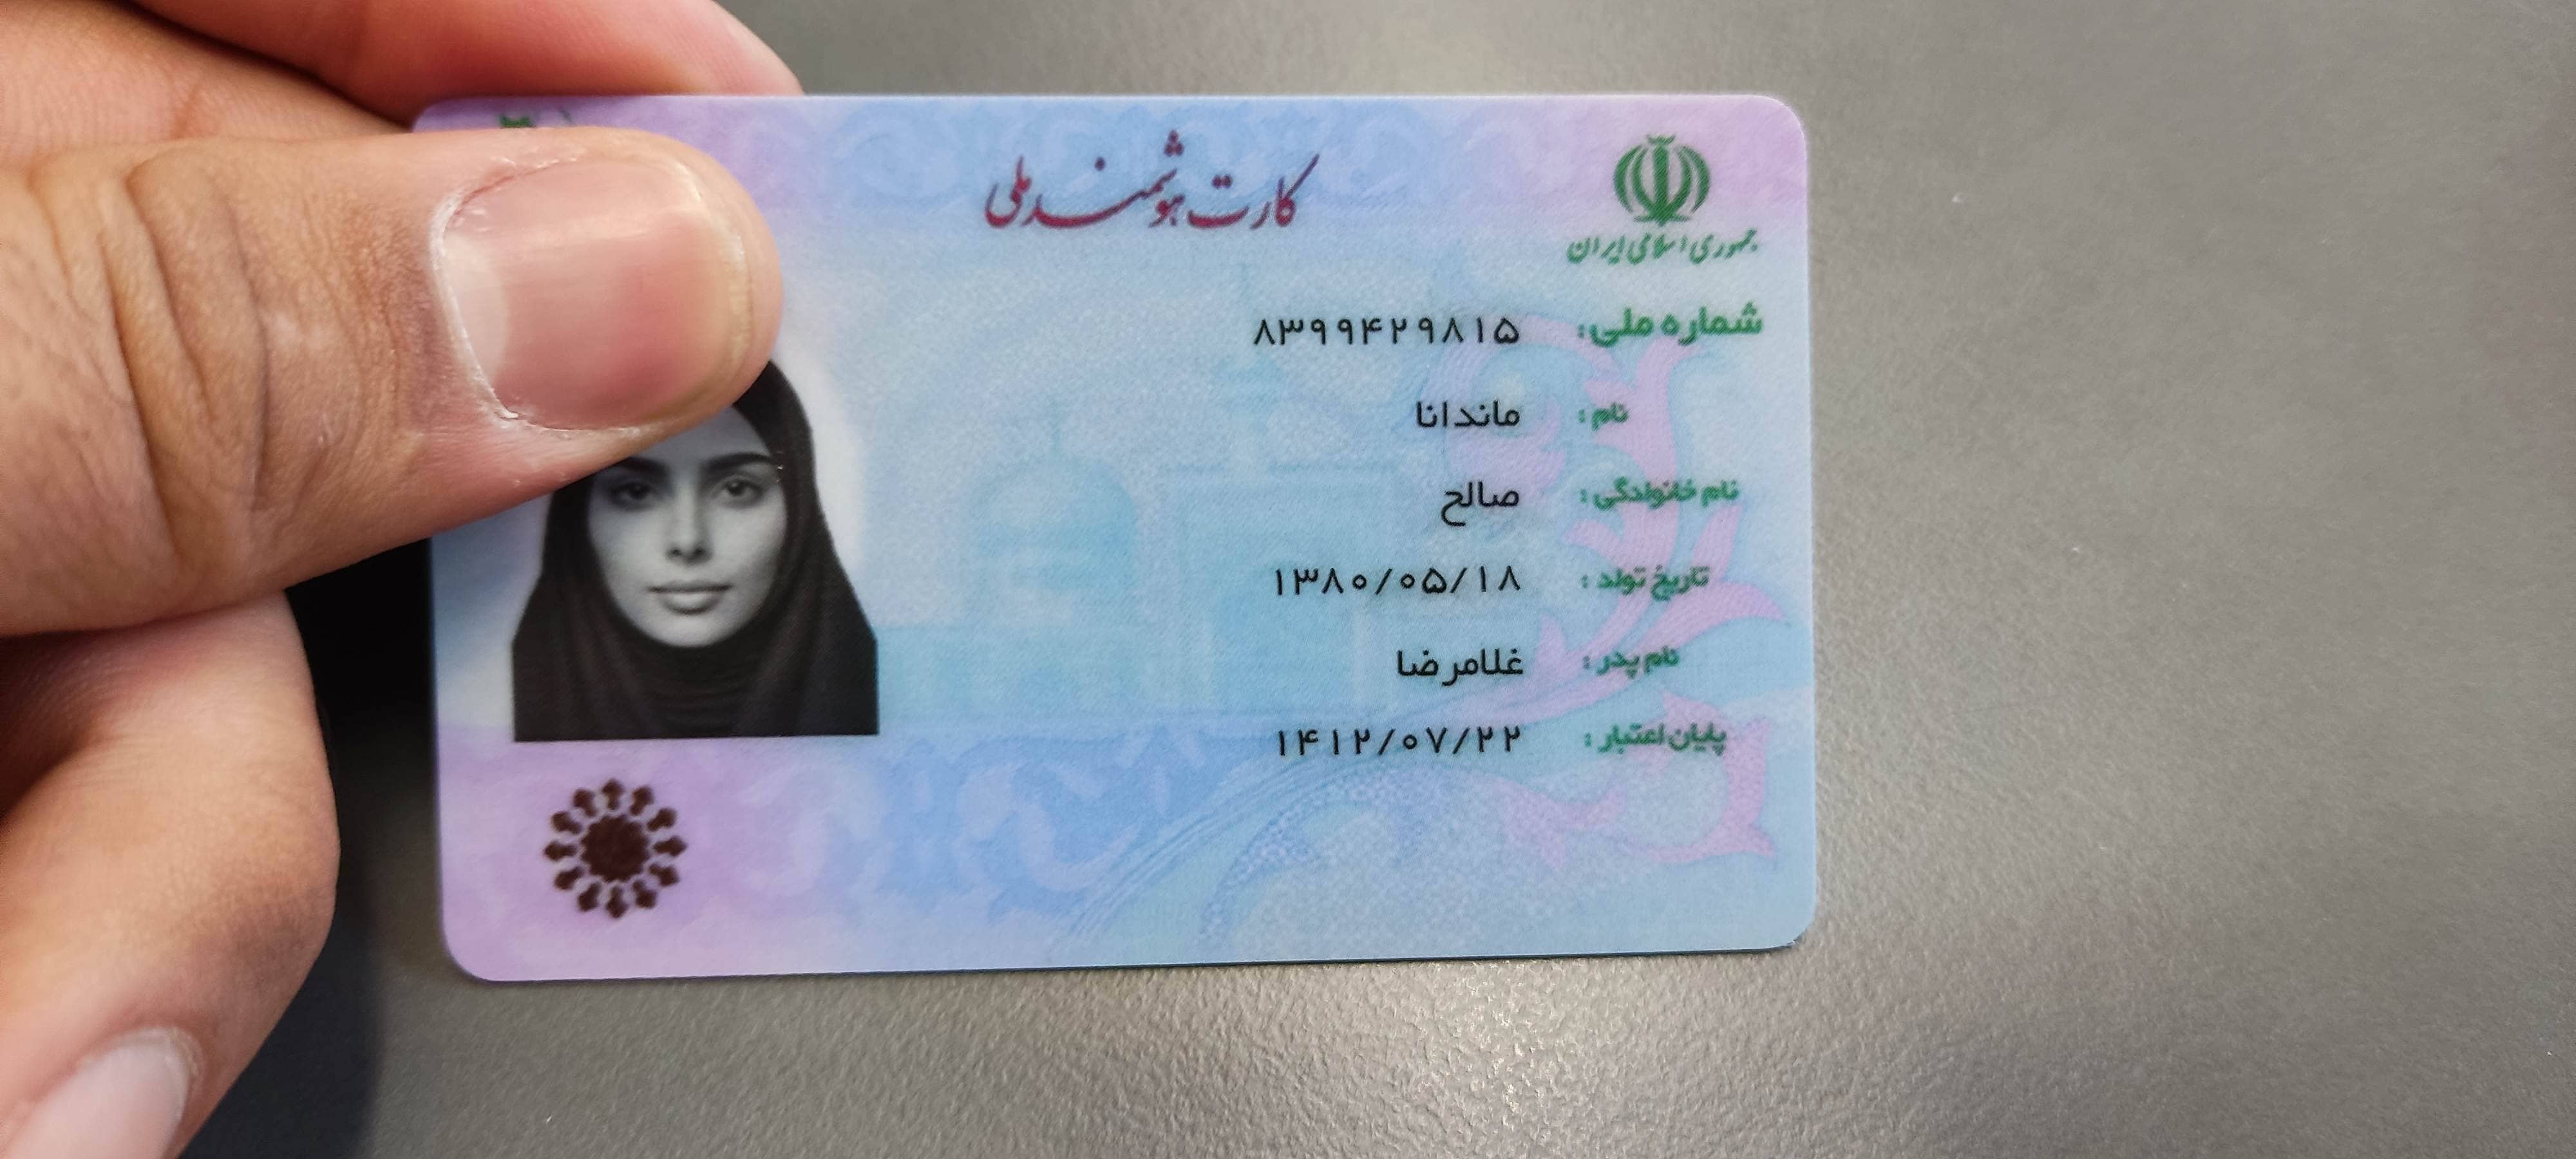 کارت هوشمند ملی
جمهوری اسلامی ایران
شماره ملی: ۸۳۹۹۴۲۹۸۱۵
نام: ماندانا
نام خانوادگی: صالح
تاریخ تولد: ۱۳۸۰/۰۵/۱۸
نام پدر: غلامرضا
پایان اعتبار: ۱۴۱۲/۰۷/۲۲